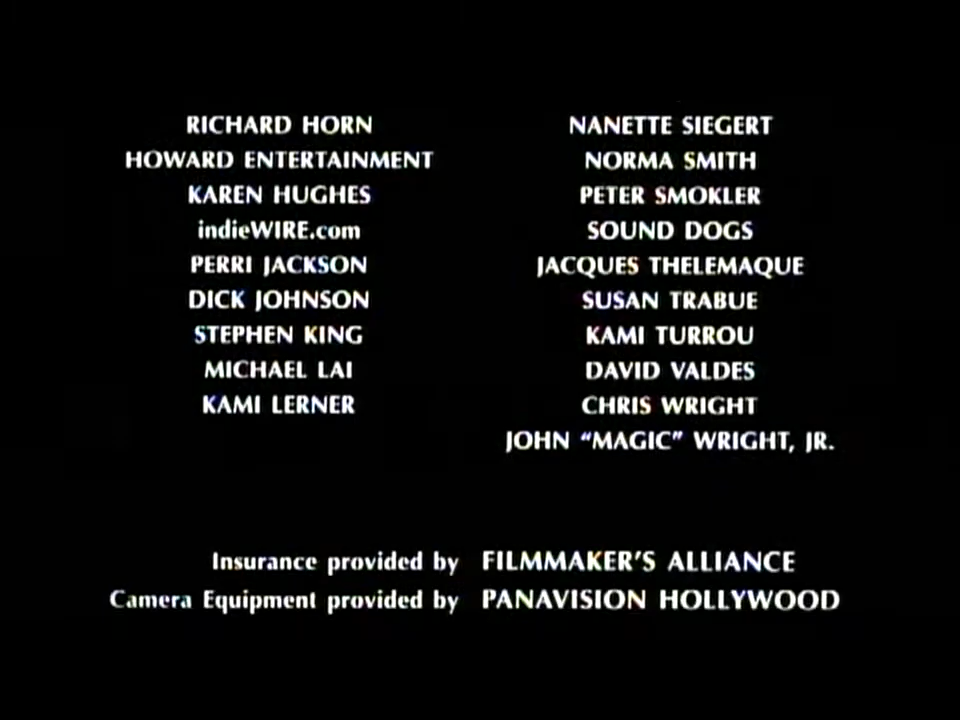 RICHARD HORN
HOWARD ENTERTAINMENT
KAREN HUGHES
indieWIRE.com
PERRI JACKSON
DICK JOHNSON
STEPHEN KING
MICHAEL LAI
KAMI LERNER
NANETTE SIEGERT
NORMA SMITH
PETER SMOKLER
SOUND DOGS
JACQUES THELEMAQUE
SUSAN TRABUE
KAMI TURROU
DAVID VALDES
CHRIS WRIGHT
JOHN “MAGIC” WRIGHT, JR.
Insurance provided by FILMMAKER'S ALLIANCE
Camera Equipment provided by PANAVISION HOLLYWOOD